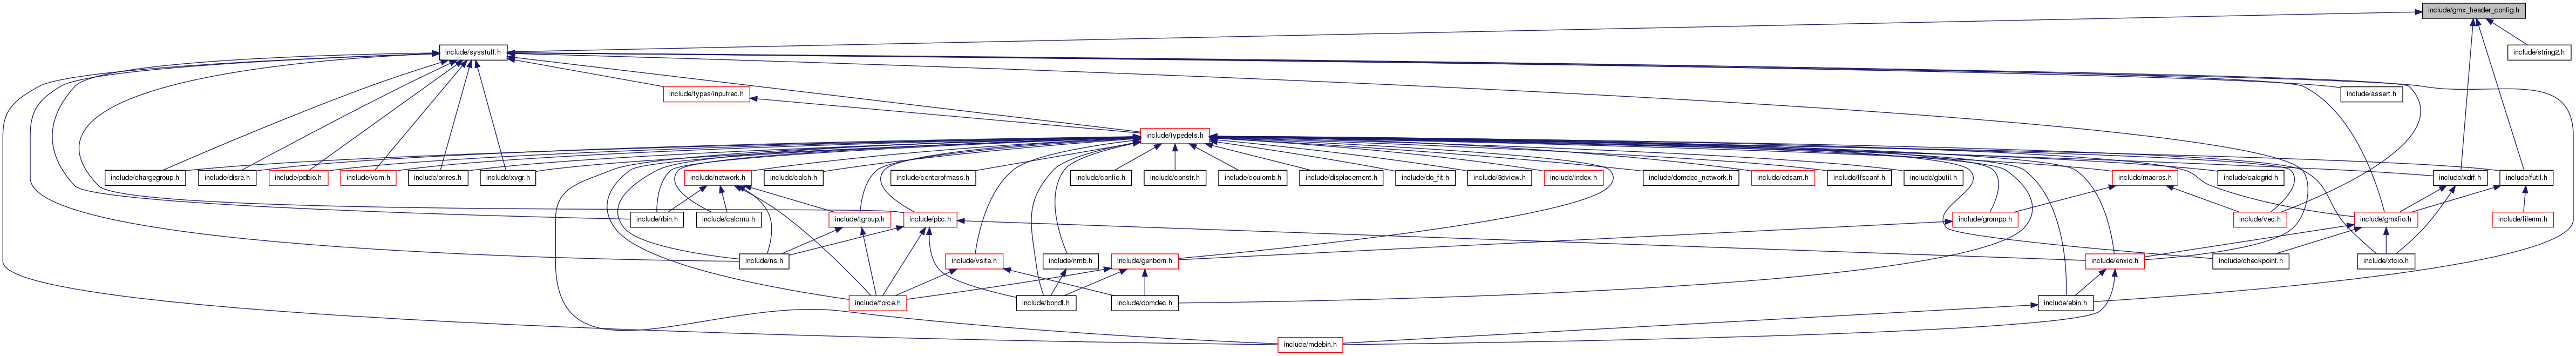 include/gmx_header_config.h
include/sysstuff.h
include/string2.h
include/types/inputrec.h
include/assert.h
include/typedefs.h
include/chargegroup.h
include/disre.h
include/pdbio.h
include/vcm.h
include/orires.h
include/xvgr.h
include/network.h
include/calch.h
include/centerofmass.h
include/confio.h
include/constr.h
include/coulomb.h
include/displacement.h
include/do_fit.h
include/3dview.h
include/index.h
include/domdec_network.h
include/edsam.h
include/ffscanf.h
include/gbutil.h
include/macros.h
include/calcgrid.h
include/xdrf.h
include/futil.h
include/rbin.h
include/calcmu.h
include/tgroup.h
include/pbc.h
include/grompp.h
include/vec.h
include/gmxfio.h
include/filenm.h
include/ns.h
include/vsite.h
include/nrnb.h
include/genborn.h
include/enxio.h
include/checkpoint.h
include/xtcio.h
include/force.h
include/bondf.h
include/domdec.h
include/ebin.h
include/mdebin.h